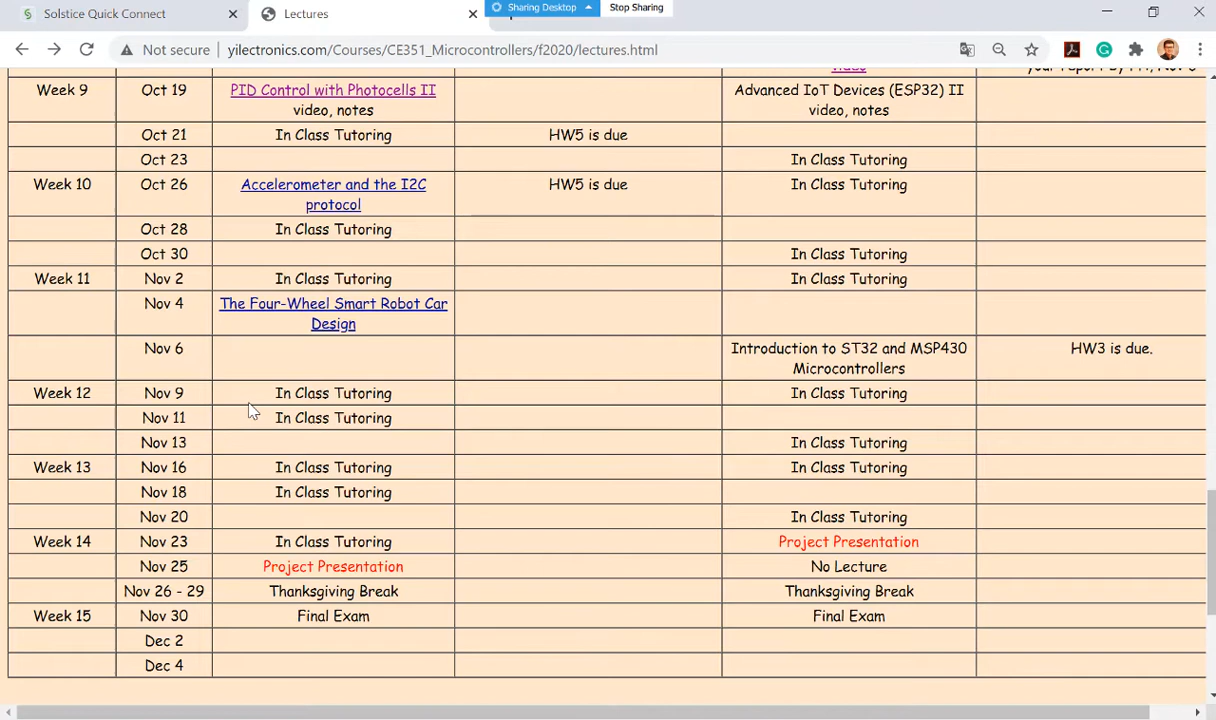 Solstice Quick Connect
Lectures
Sharing Desktop
Stop Sharing
Not secure
yilectronics.com/Courses/CE351_Microcontrollers/f2020/lectures.html
video
Week 9 Oct 19 PID Control with Photocells II Advanced IoT Devices (ESP32) II
video, notes video, notes
Oct 21 In Class Tutoring HW5 is due
Oct 23 In Class Tutoring
Week 10 Oct 26 Accelerometer and the I2C HW5 is due In Class Tutoring
protocol
Oct 28 In Class Tutoring
Oct 30 In Class Tutoring
Week 11 Nov 2 In Class Tutoring In Class Tutoring
Nov 4 The Four-Wheel Smart Robot Car
Design
Nov 6 Introduction to ST32 and MSP430 HW3 is due.
Microcontrollers
Week 12 Nov 9 In Class Tutoring In Class Tutoring
Nov 11 In Class Tutoring
Nov 13 In Class Tutoring
Week 13 Nov 16 In Class Tutoring In Class Tutoring
Nov 18 In Class Tutoring
Nov 20 In Class Tutoring
Week 14 Nov 23 In Class Tutoring Project Presentation
Nov 25 Project Presentation No Lecture
Nov 26 - 29 Thanksgiving Break Thanksgiving Break
Week 15 Nov 30 Final Exam Final Exam
Dec 2
Dec 4